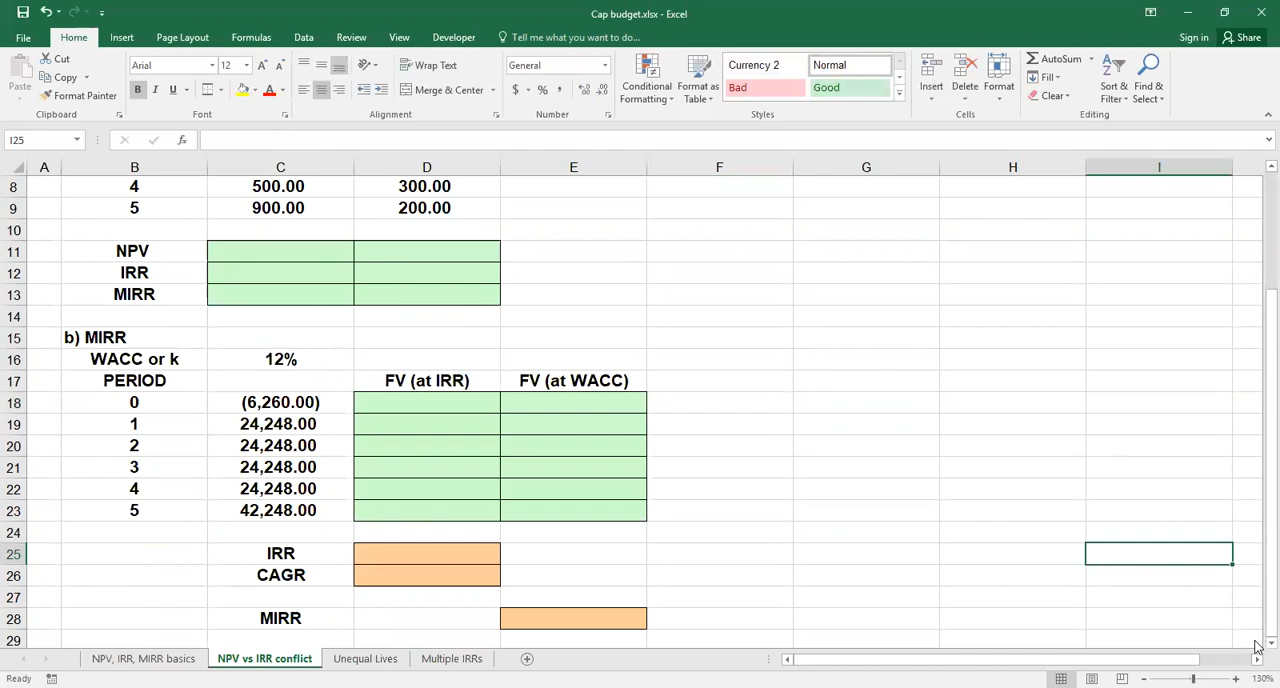 Cap budget.xlsx - Excel
File Home Insert Page Layout Formulas Data Review View Developer Tell me what you want to do... Sign in Share
Paste Cut Copy Format Painter Clipboard
Arial 12 B I U A Font
Wrap Text Merge & Center Alignment
General $ % , Number
Conditional Formatting Format as Table Currency 2 Normal Bad Good Styles
Insert Delete Format Cells
AutoSum Fill Clear Sort & Filter Find & Select Editing
I25 fx
A B C D E F G H I
8 4 500.00 300.00
9 5 900.00 200.00
10
11 NPV
12 IRR
13 MIRR
14
15 b) MIRR
16 WACC or k 12%
17 PERIOD FV (at IRR) FV (at WACC)
18 0 (6,260.00)
19 1 24,248.00
20 2 24,248.00
21 3 24,248.00
22 4 24,248.00
23 5 42,248.00
24
25 IRR
26 CAGR
27
28 MIRR
29
NPV, IRR, MIRR basics NPV vs IRR conflict Unequal Lives Multiple IRRs
Ready 130%